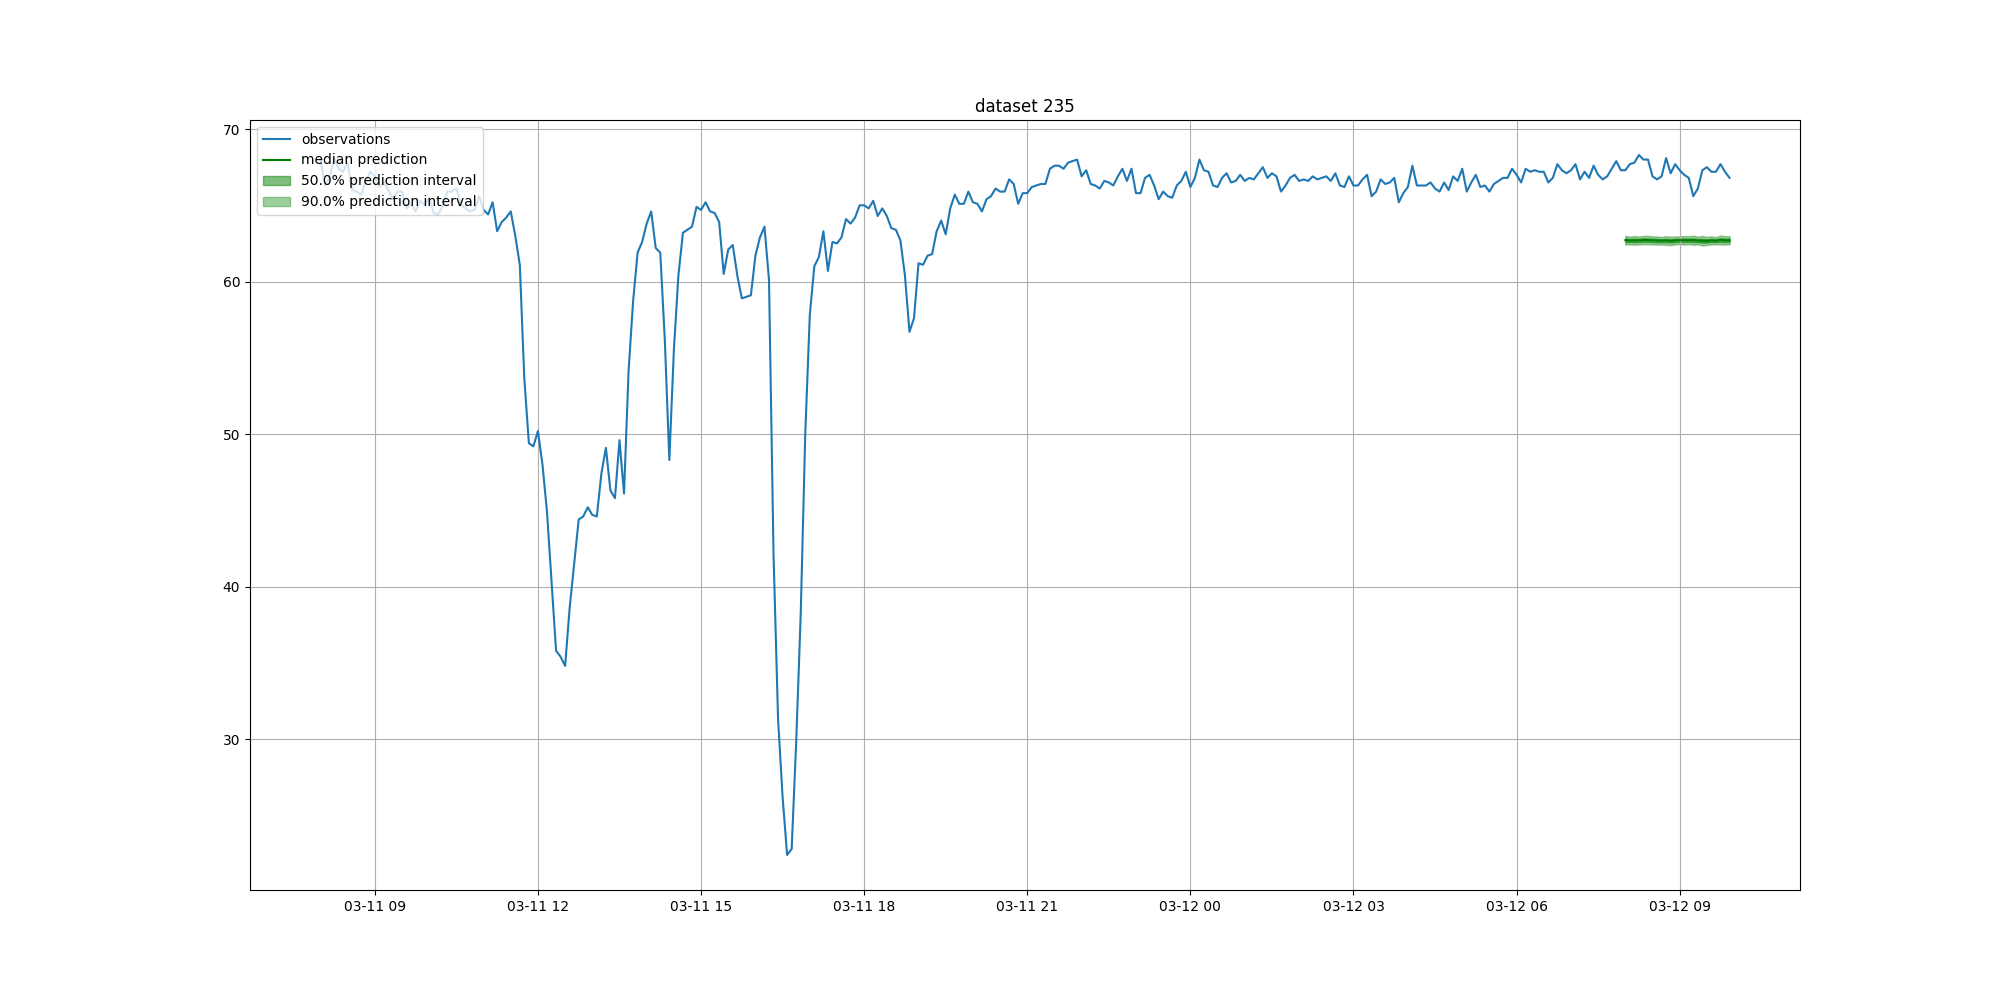 dataset 235
70
observations
median prediction
50.0% prediction interval
90.0% prediction interval
60
50
40
30
03-11 09
03-11 12
03-11 15
03-11 18
03-11 21
03-12 00
03-12 03
03-12 06
03-12 09